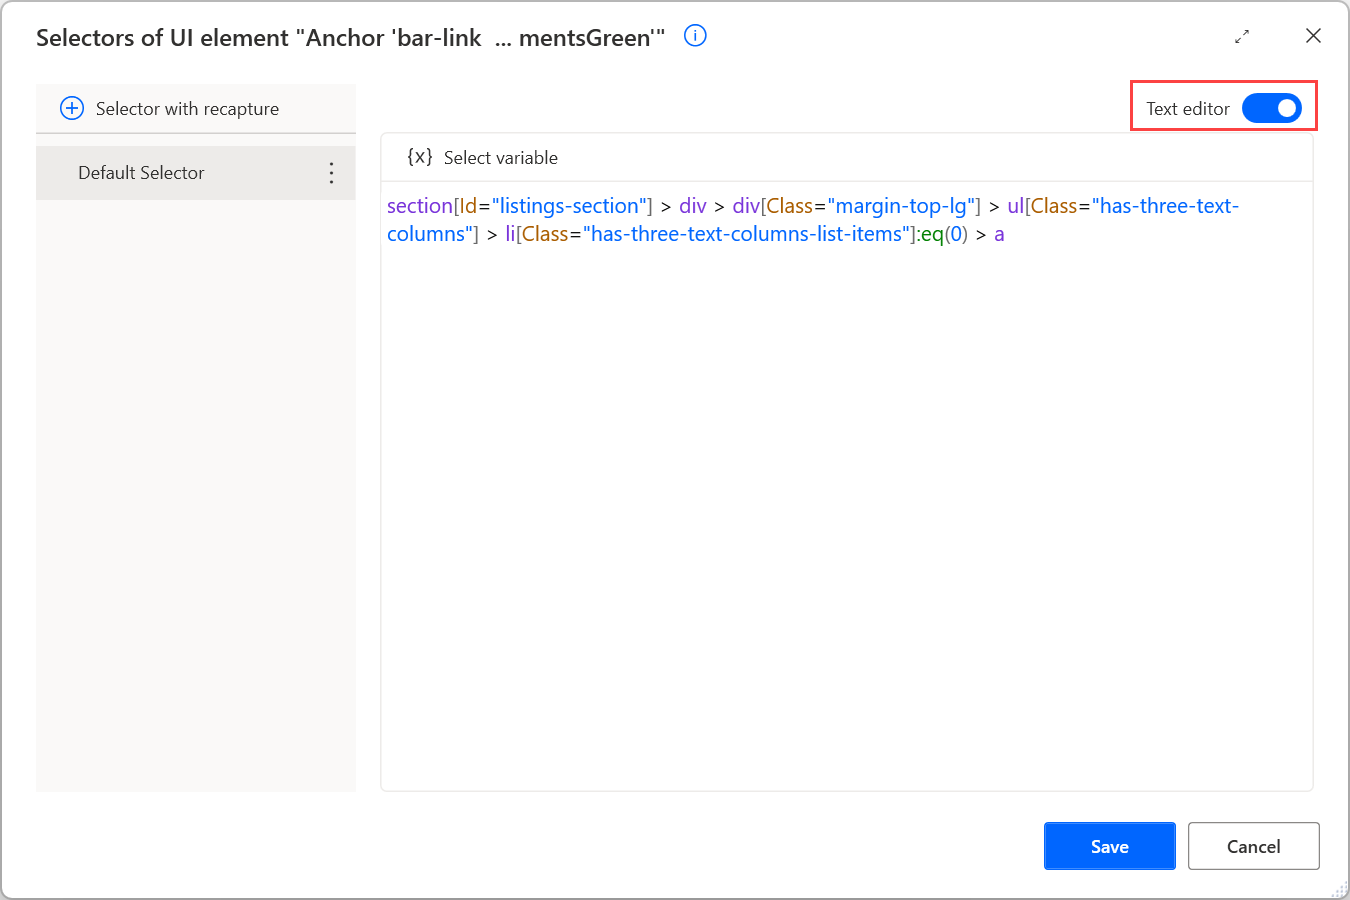 Selectors of UI element "Anchor 'bar-link ... mentsGreen'"
Selector with recapture
Text editor
Default Selector
{x} Select variable
section[Id="listings-section"] > div > div[Class="margin-top-lg"] > ul[Class="has-three-text-
columns"] > li[Class="has-three-text-columns-list-items"]:eq(0) > a
Save
Cancel